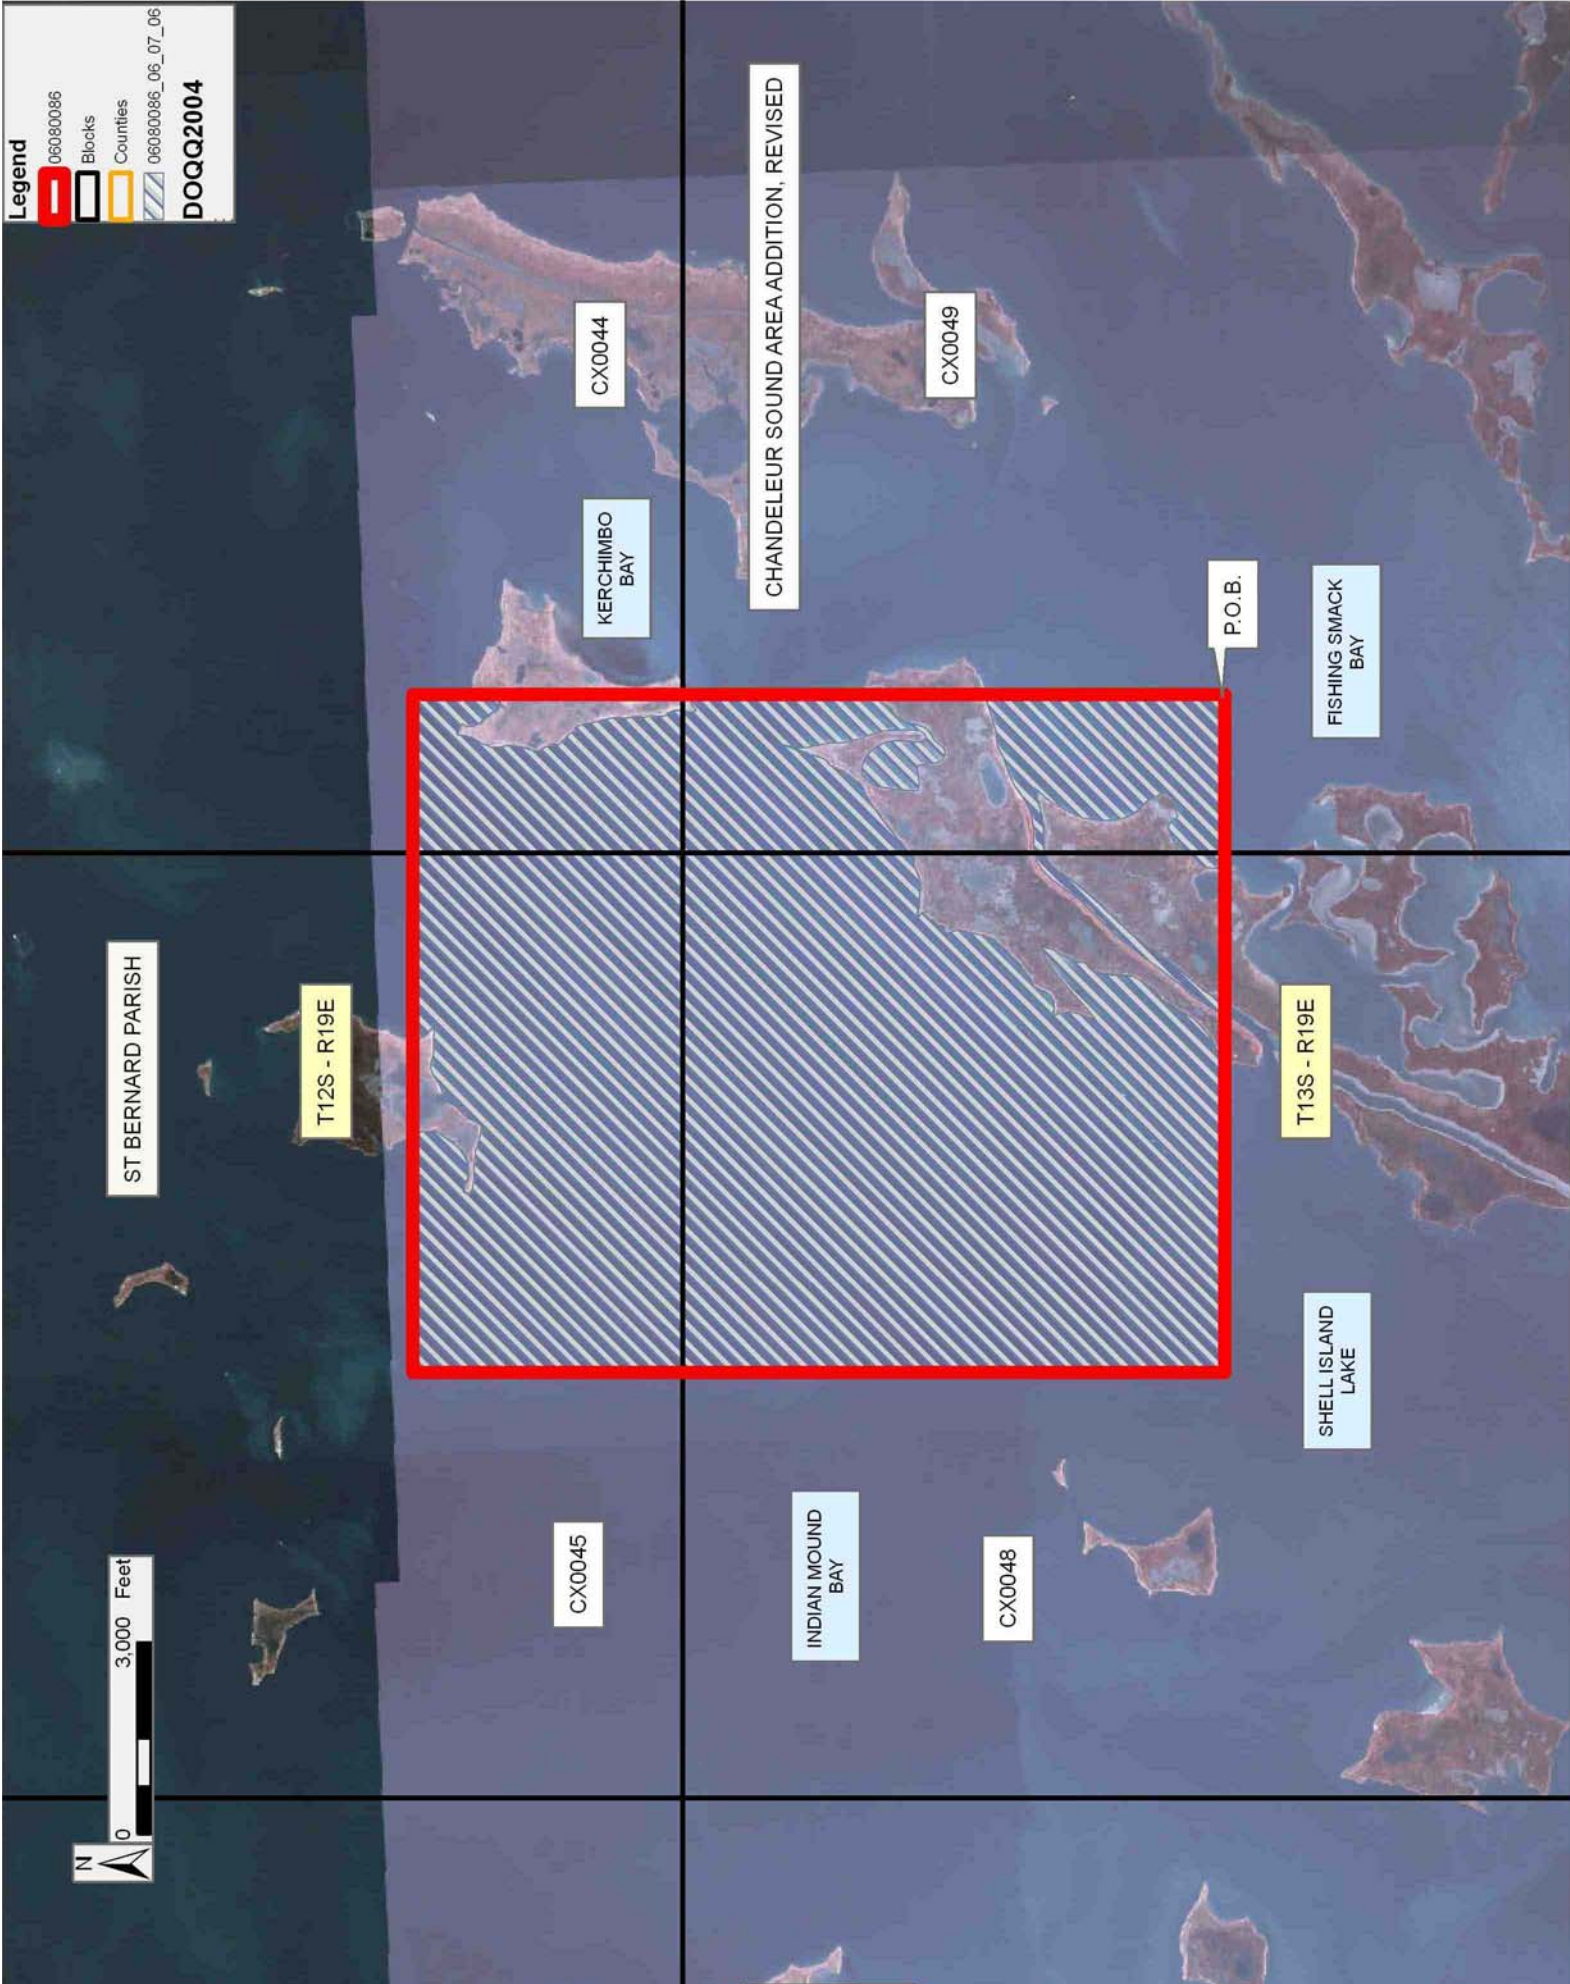 Legend
06080086
Blocks
Counties
06080086_06_07_06
DOQQ2004
N
0
3,000
Feet
ST BERNARD PARISH
T12S - R19E
CX0045
CX0044
KERCHIMBO
BAY
CHANDELEUR SOUND AREA ADDITION, REVISED
INDIAN MOUND
BAY
CX0048
CX0049
P.O.B.
SHELL ISLAND
LAKE
T13S - R19E
FISHING SMACK
BAY